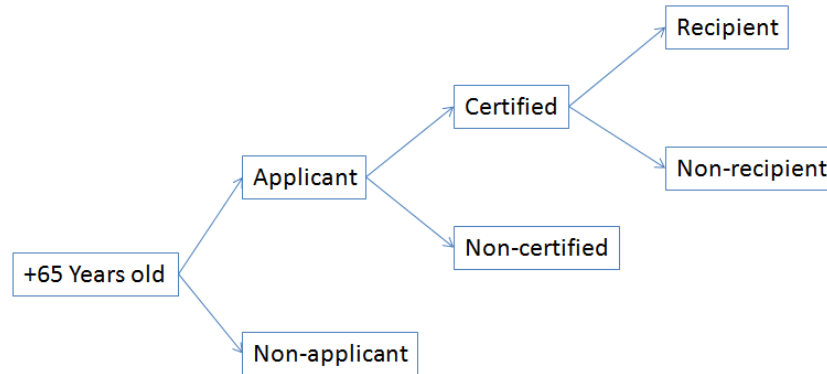 Recipient
Certified
Applicant
Non-recipient
Non-certified
+65 Years old
Non-applicant